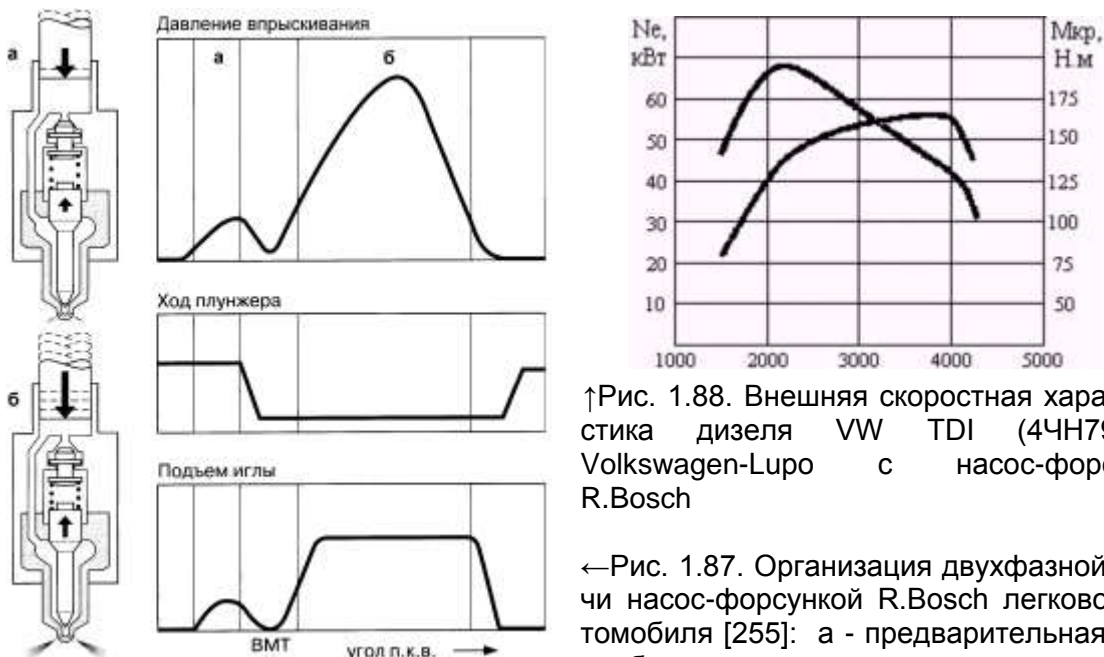 Давление впрыскивания
а
а
б
Ход плунжера
б
Подъем иглы
ВМТ
угол п.к.в.
Ne,
кВт
Мкр,
Н м
60
50
40
30
20
10
175
150
125
100
75
50
1000 2000 3000 4000 5000
↑Рис. 1.88. Внешняя скоростная хара
стика дизеля VW TDI (4ЧН79
Volkswagen-Lupo с насос-форс
R.Bosch
←Рис. 1.87. Организация двухфазной
чи насос-форсункой R.Bosch легково
томобиля [255]: а - предварительная